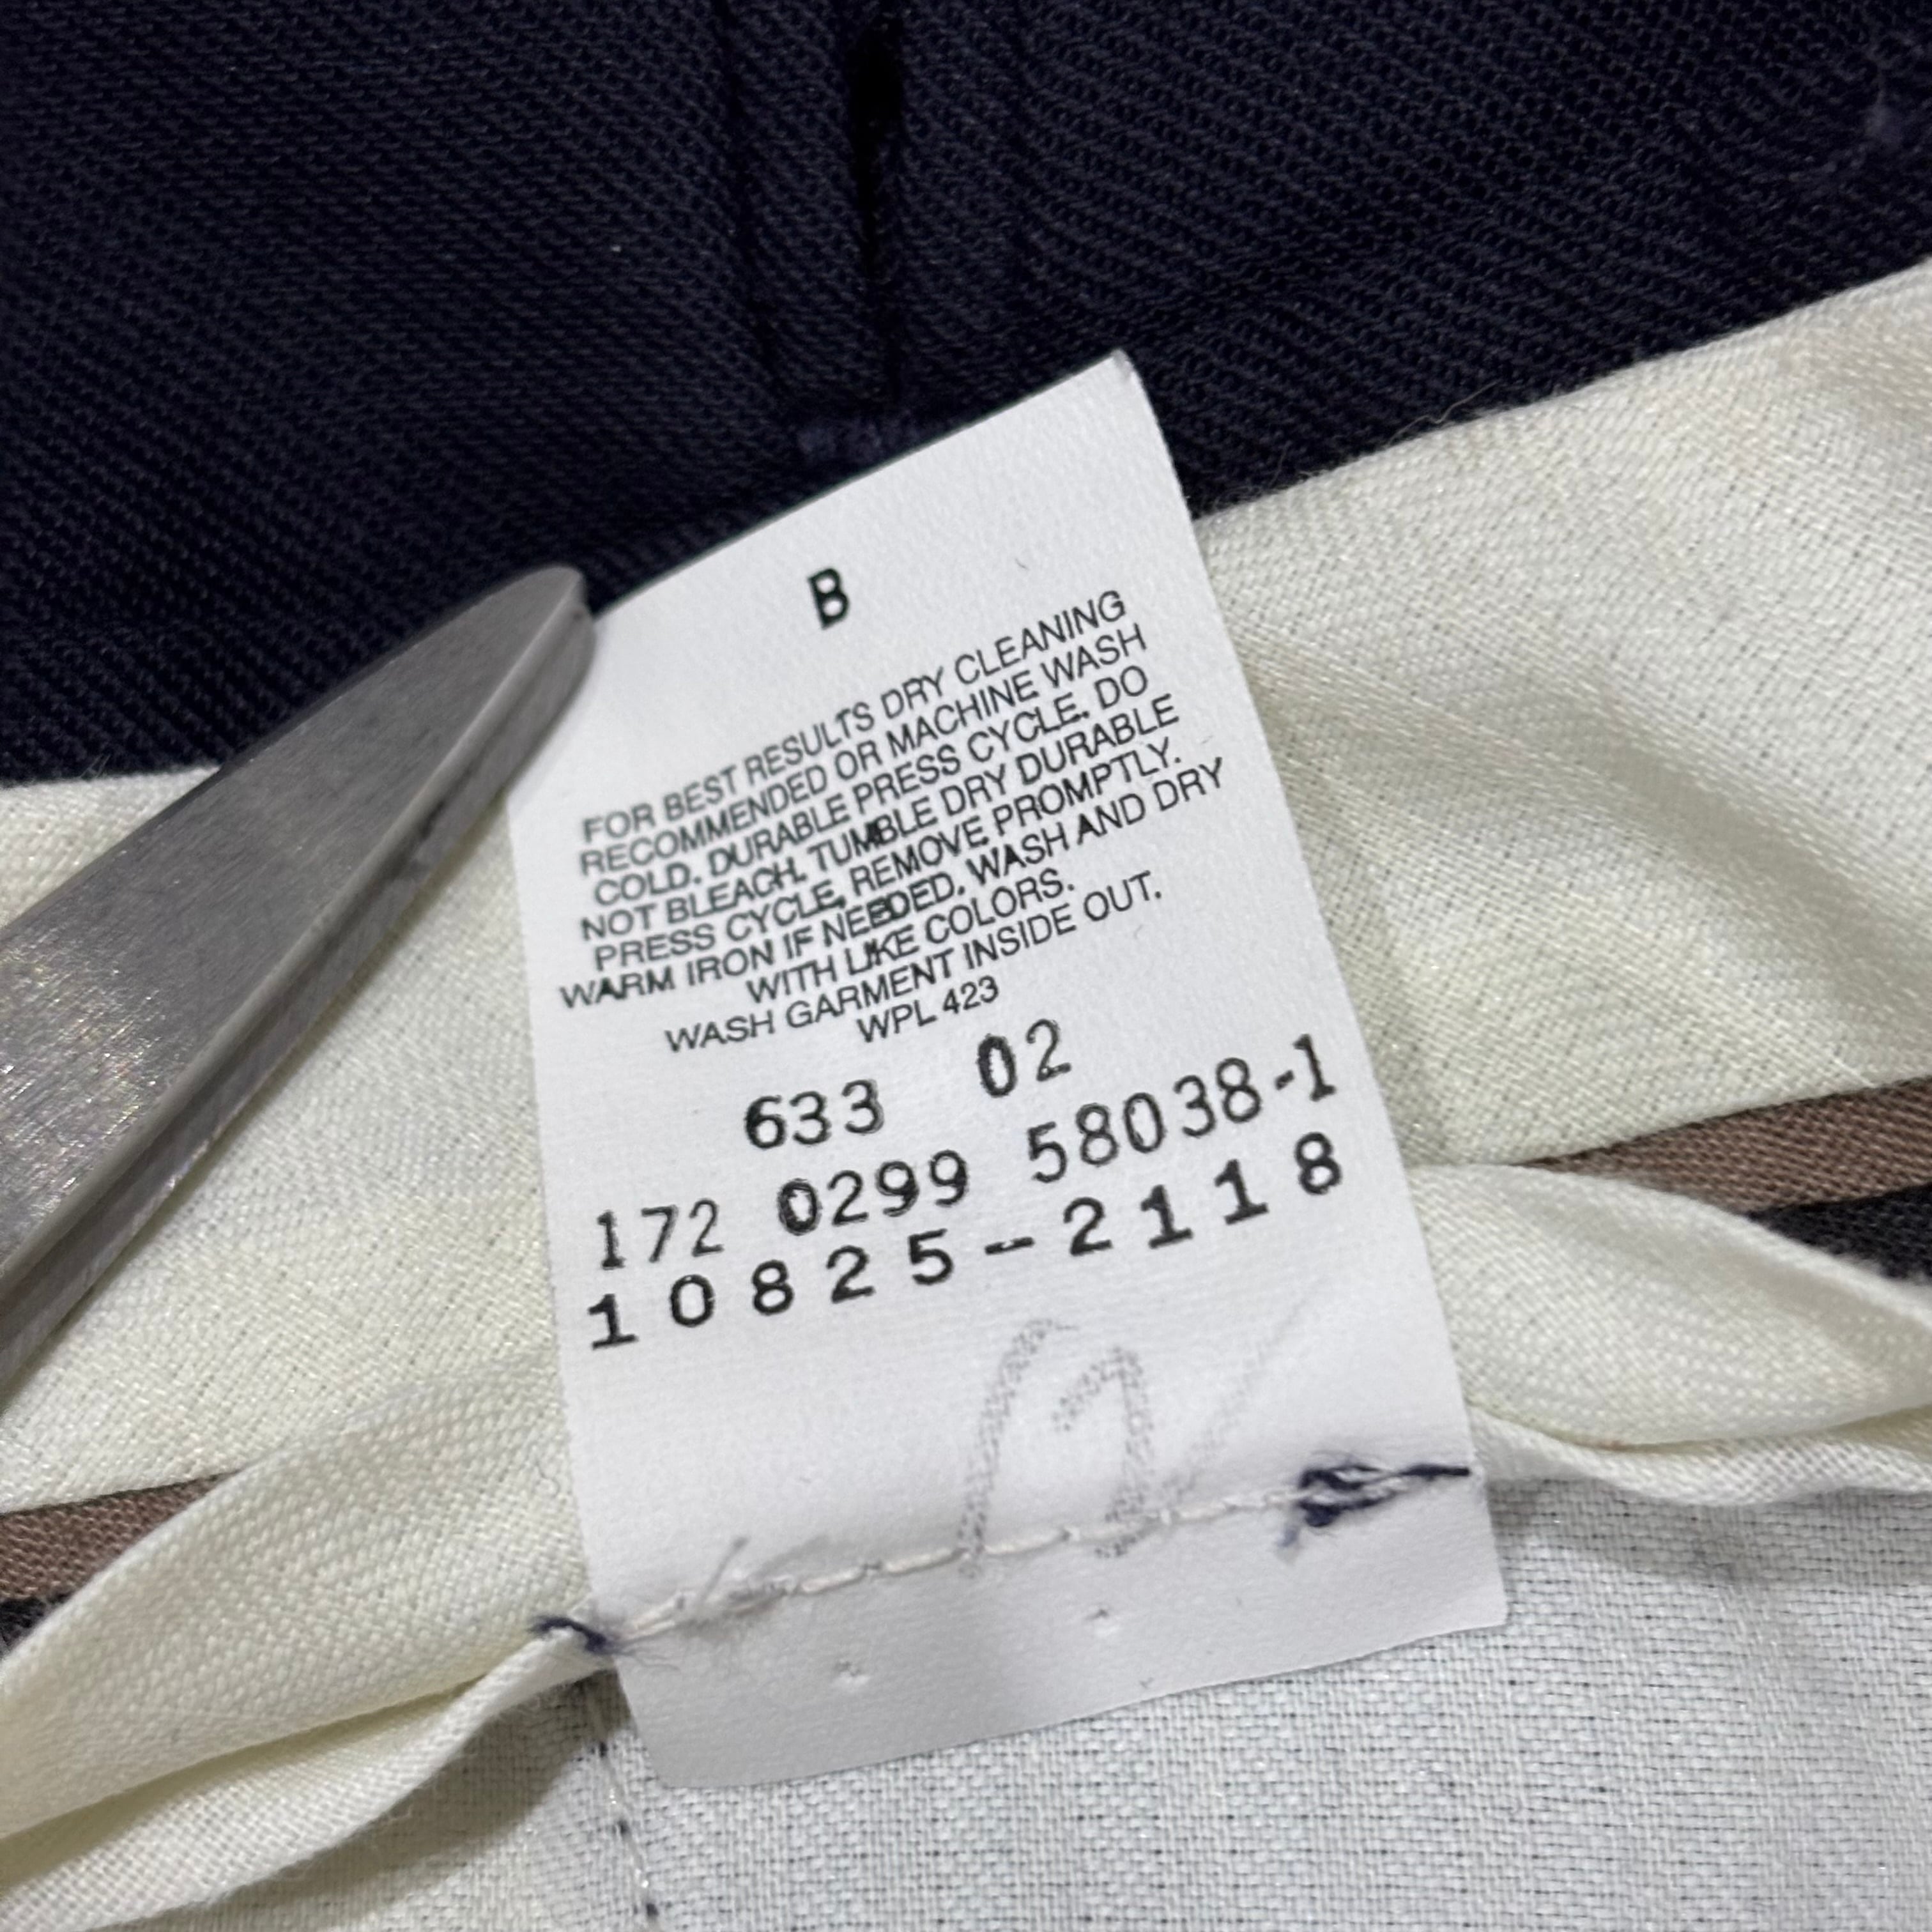 B
FOR BEST RESULTS DRY CLEANING
RECOMMENDED OR MACHINE WASH
COLD. DURABLE PRESS CYCLE. DO
NOT BLEACH. TUMBLE DRY DURABLE
PRESS CYCLE, REMOVE PROMPTLY.
WARM IRON IF NEEDED. WASH AND DRY
WITH LIKE COLORS.
WASH GARMENT INSIDE OUT.
WPL 423
633 02
172 0299 58038-1
10825-2118